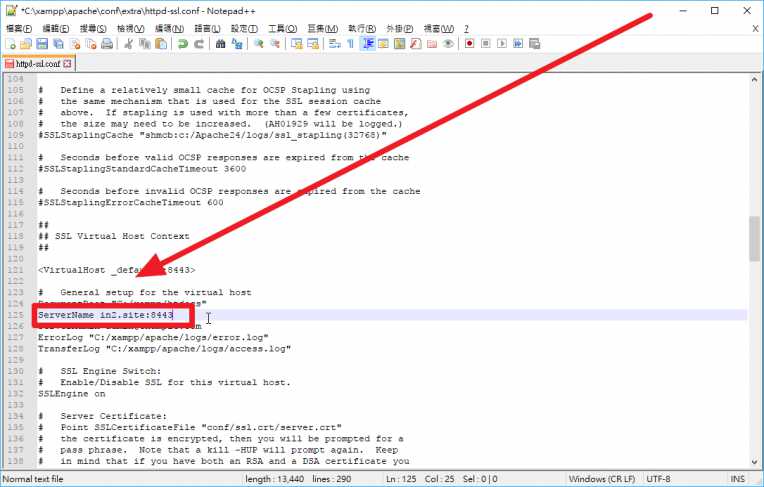 *C:\xampp\apache\conf\extra\httpd-ssl.conf - Notepad++
檔案(F) 編輯(E) 搜尋(S) 檢視(V) 編碼(N) 語言(L) 設定(T) 工具(O) 巨集(M) 執行(R) 外掛(P) 視窗(W) ? X
httpd-ssl.conf
104
105 # Define a relatively small cache for OCSP Stapling using
106 # the same mechanism that is used for the SSL session cache
107 # above. If stapling is used with more than a few certificates,
108 # the size may need to be increased. (AH01929 will be logged.)
109 #SSLStaplingCache "shmcb:c:/Apache24/logs/ssl_stapling(32768)"
110
111 # Seconds before valid OCSP responses are expired from the cache
112 #SSLStaplingStandardCacheTimeout 3600
113
114 # Seconds before invalid OCSP responses are expired from the cache
115 #SSLStaplingErrorCacheTimeout 600
116
117 ##
118 ## SSL Virtual Host Context
119 ##
120
121 <VirtualHost _default_:8443>
122
123 # General setup for the virtual host
124 DocumentRoot "C:/xampp/htdocs"
125 ServerName in2.site:8443
126
127 ErrorLog "C:/xampp/apache/logs/error.log"
128 TransferLog "C:/xampp/apache/logs/access.log"
129
130 # SSL Engine Switch:
131 # Enable/Disable SSL for this virtual host.
132 SSLEngine on
133
134 # Server Certificate:
135 # Point SSLCertificateFile "conf/ssl.crt/server.crt"
136 # the certificate is encrypted, then you will be prompted for a
137 # pass phrase. Note that a kill -HUP will prompt again. Keep
138 # in mind that if you have both an RSA and a DSA certificate you
Normal text file length : 13,440 lines : 290 Ln : 125 Col : 25 Sel : 0 | 0 Windows (CR LF) UTF-8 INS